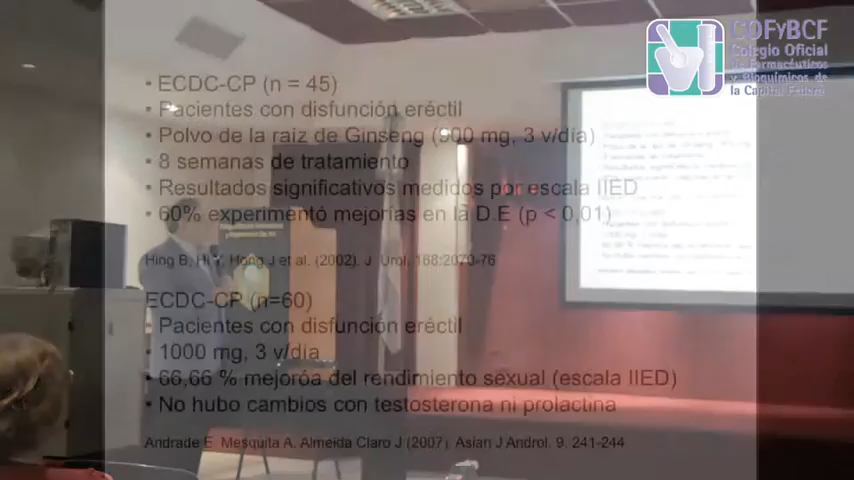 COFyBCF
Colegio Oficial
de Farmacéuticos
y Bioquímicos de
la Capital Federal
• ECDC-CP (n = 45)
• Pacientes con disfunción eréctil
• Polvo de la raíz de Ginseng (900 mg, 3 v/día)
• 8 semanas de tratamiento
• Resultados significativos medidos por escala IIED
• 60% experimentó mejorías en la D.E (p < 0,01)
Hing B, Hi Y, Hong J et al. (2002). J Urol, 168:2070-76
ECDC-CP (n=60)
Pacientes con disfunción eréctil
• 1000 mg, 3 v/día
• 66,66 % mejoróa del rendimiento sexual (escala IIED)
• No hubo cambios con testosterona ni prolactina
Andrade E. Mesquita A. Almeida Claro J (2007). Asian J Androl. 9. 241-244